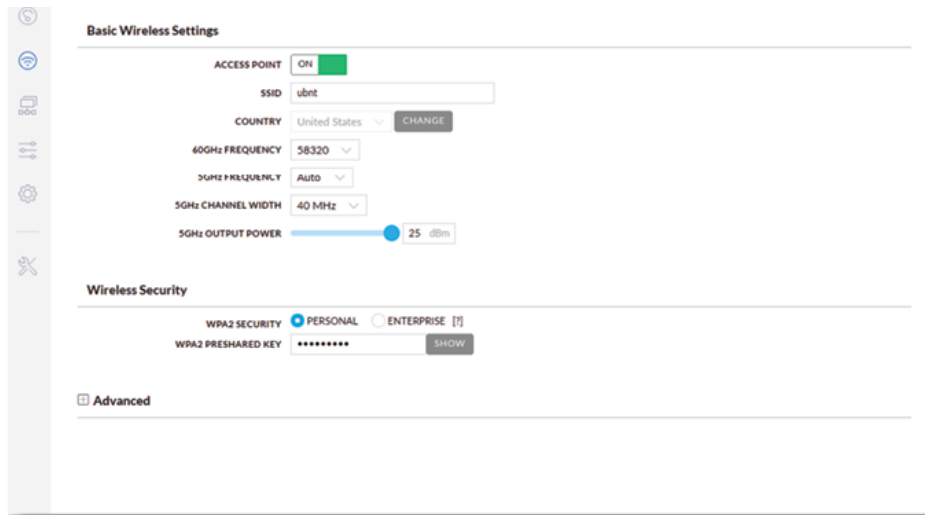 Basic Wireless Settings
ACCESS POINT ON
SSID ubnt
COUNTRY United States CHANGE
60GHz FREQUENCY 58320
5GHz FREQUENCY Auto
5GHz CHANNEL WIDTH 40 MHz
5GHz OUTPUT POWER 25 dBm
Wireless Security
WPA2 SECURITY PERSONAL ENTERPRISE [?]
WPA2 PRESHARED KEY ••••••••• SHOW
Advanced